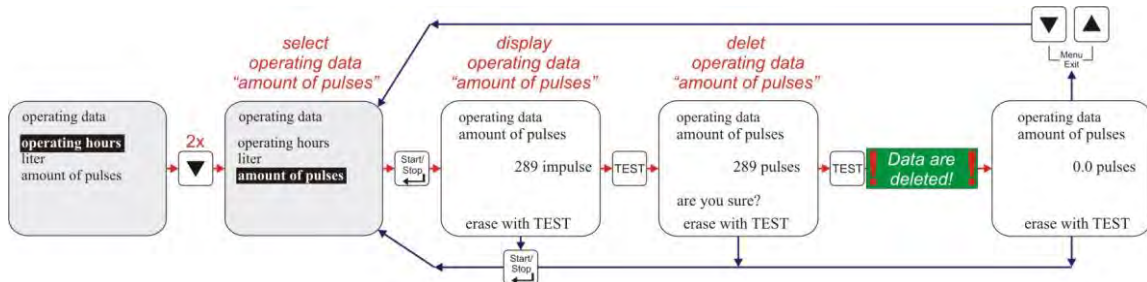 select
operating data
“amount of pulses”
display
operating data
“amount of pulses”
delet
operating data
“amount of pulses”
Menu
Exit
operating data
operating hours
liter
amount of pulses
2x
operating data
operating hours
liter
amount of pulses
Start/
Stop
operating data
amount of pulses
289 impulse
erase with TEST
TEST
operating data
amount of pulses
289 pulses
are you sure?
erase with TEST
TEST
! Data are !
deleted!
operating data
amount of pulses
0.0 pulses
erase with TEST
Start/
Stop